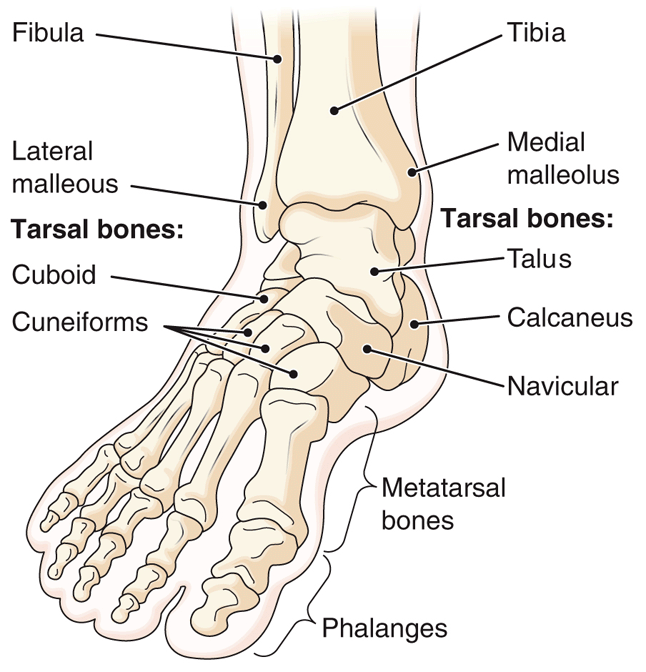 Fibula
Tibia
Lateral
malleous
Medial
malleolus
Tarsal bones:
Tarsal bones:
Cuboid
Talus
Cuneiforms
Calcaneus
Navicular
Metatarsal
bones
Phalanges